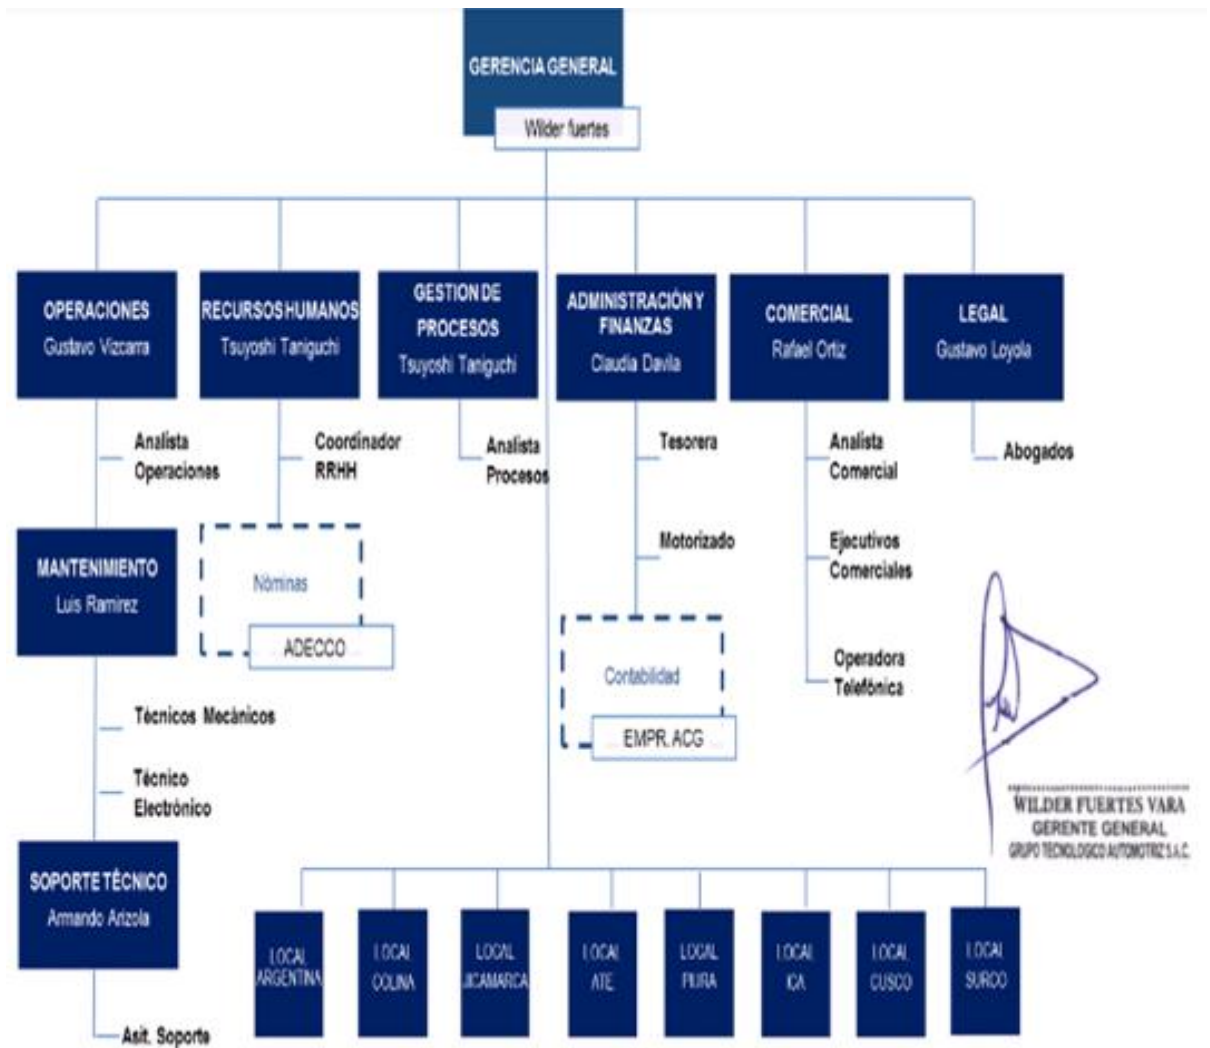 GERENCIA GENERAL
Wilder fuertes
OPERACIONES
Gustavo Vizcarra
RECURSOS HUMANOS
Tsuyoshi Taniguchi
GESTION DE
PROCESOS
Tsuyoshi Taniguchi
ADMINISTRACIÓN Y
FINANZAS
Claudia Davila
COMERCIAL
Rafael Ortiz
LEGAL
Gustavo Loyola
Analista
Operaciones
Coordinador
RRHH
Analista
Procesos
Tesorera
Analista
Comercial
Abogados
MANTENIMIENTO
Luis Ramirez
Nóminas
ADECCO
Motorizado
Ejecutivos
Comerciales
Contabilidad
EMPR. ACG
Operadora
Telefónica
Técnicos Mecánicos
Técnico
Electrónico
WILDER FUERTES VARA
GERENTE GENERAL
GRUPO TECNOLOGICO AUTOMOTRIZ S.A.C.
SOPORTE TÉCNICO
Armando Arizola
LOCAL
ARGENTINA
LOCAL
COLINA
LOCAL
JICAMARCA
LOCAL
ATE
LOCAL
PIURA
LOCAL
ICA
LOCAL
CUSCO
LOCAL
SURCO
Asit. Soporte